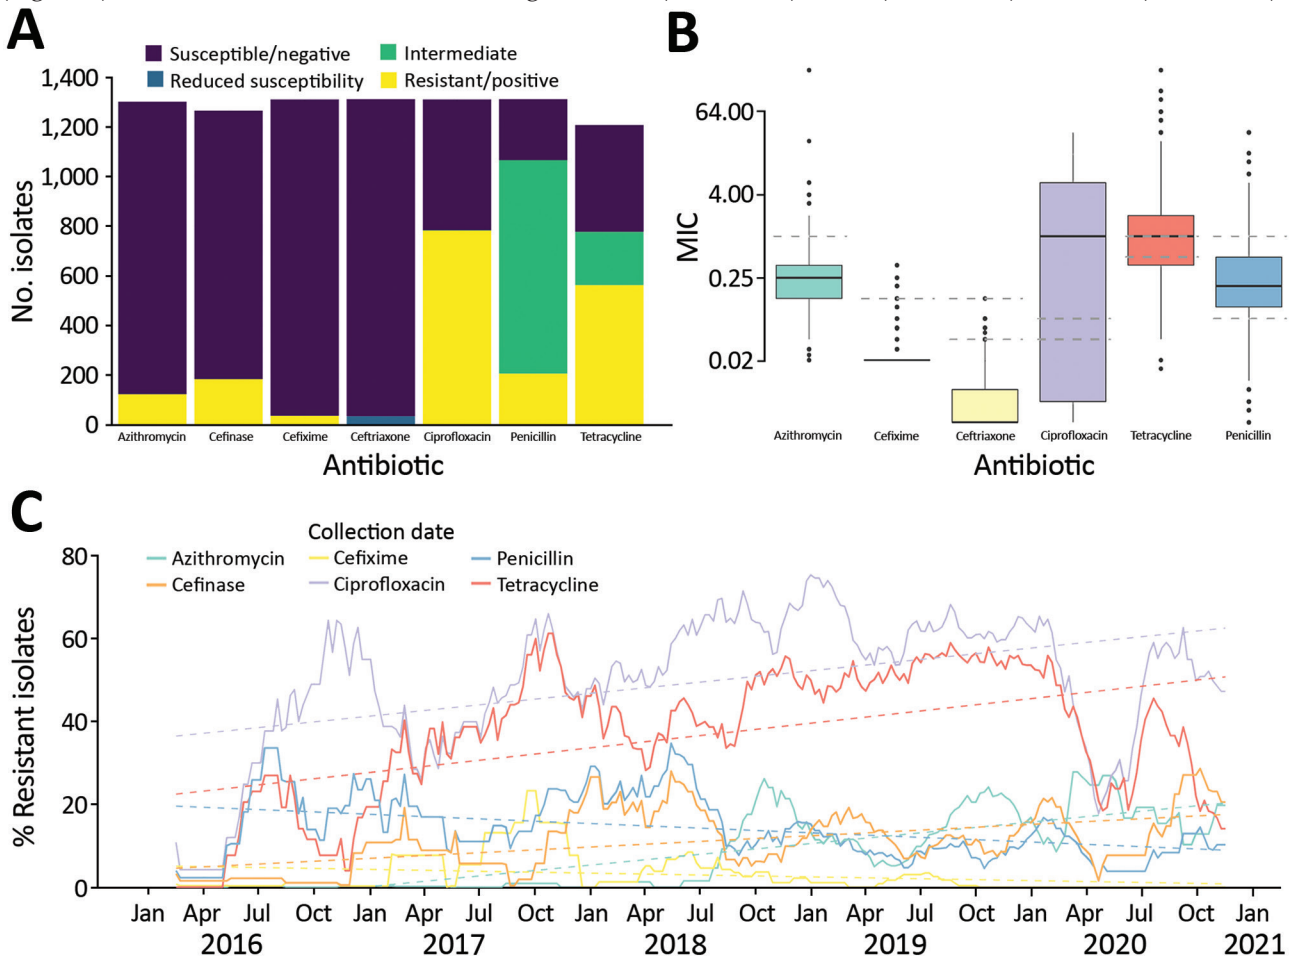 A
Susceptible/negative
Intermediate
Reduced susceptibility
Resistant/positive
1,400
1,200
1,000
800
600
400
200
0
No. isolates
Azithromycin Cefinase Cefixime Ceftriaxone Ciprofloxacin Penicillin Tetracycline
Antibiotic
B
64.00
4.00
0.25
0.02
MIC
Azithromycin Cefixime Ceftriaxone Ciprofloxacin Tetracycline Penicillin
Antibiotic
C
Collection date
Azithromycin Cefixime Penicillin
Cefinase Ciprofloxacin Tetracycline
80
60
40
20
0
% Resistant isolates
Jan Apr Jul Oct Jan Apr Jul Oct Jan Apr Jul Oct Jan Apr Jul Oct Jan Apr Jul Oct Jan
2016 2017 2018 2019 2020 2021